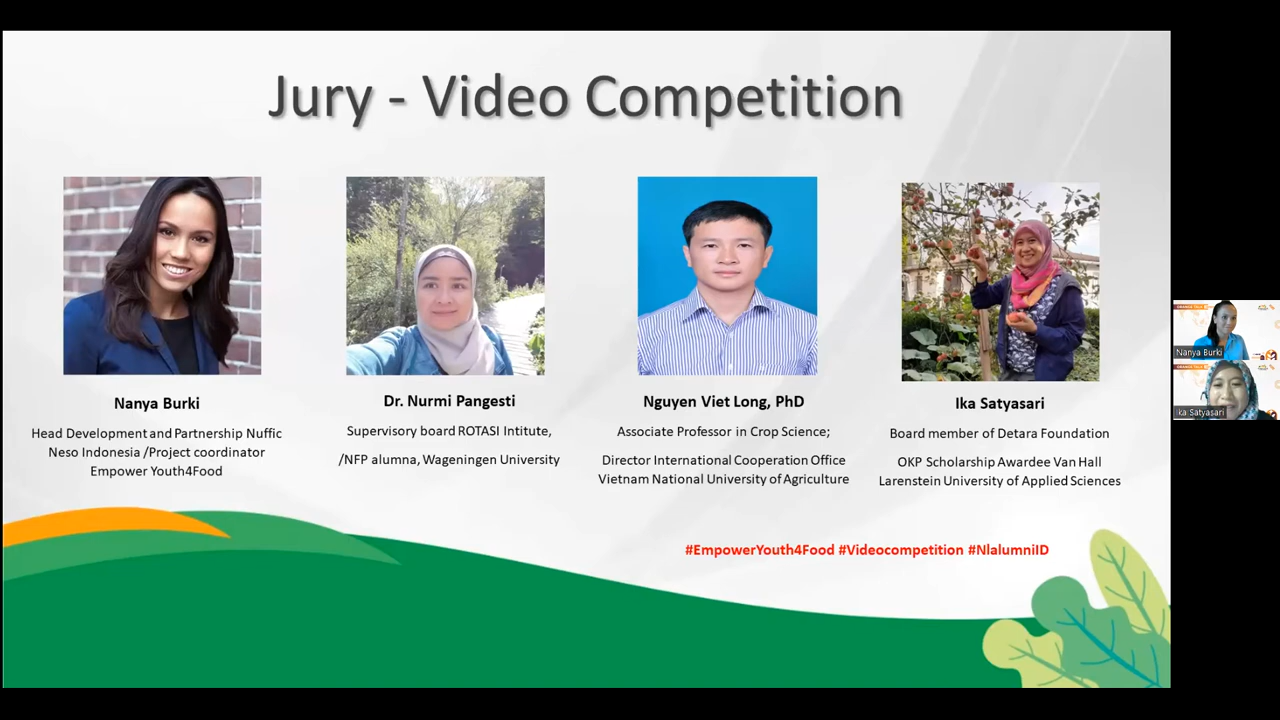 Jury - Video Competition
Nanya Burki
Head Development and Partnership Nuffic
Neso Indonesia /Project coordinator
Empower Youth4Food
Dr. Nurmi Pangesti
Supervisory board ROTASI Intitute,
/NFP alumna, Wageningen University
Nguyen Viet Long, PhD
Associate Professor in Crop Science;
Director International Cooperation Office
Vietnam National University of Agriculture
Ika Satyasari
Board member of Detara Foundation
OKP Scholarship Awardee Van Hall
Larenstein University of Applied Sciences
#EmpowerYouth4Food #Videocompetition #NlalumniID
Nanya Burki
Ika Satyasari